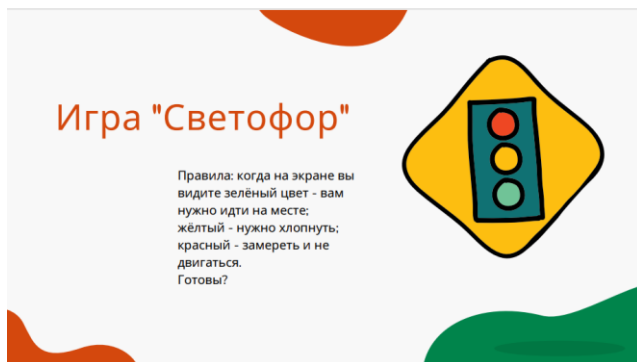 Игра "Светофор"
Правила: когда на экране вы
видите зелёный цвет - вам
нужно идти на месте;
жёлтый - нужно хлопнуть;
красный - замереть и не
двигаться.
Готовы?